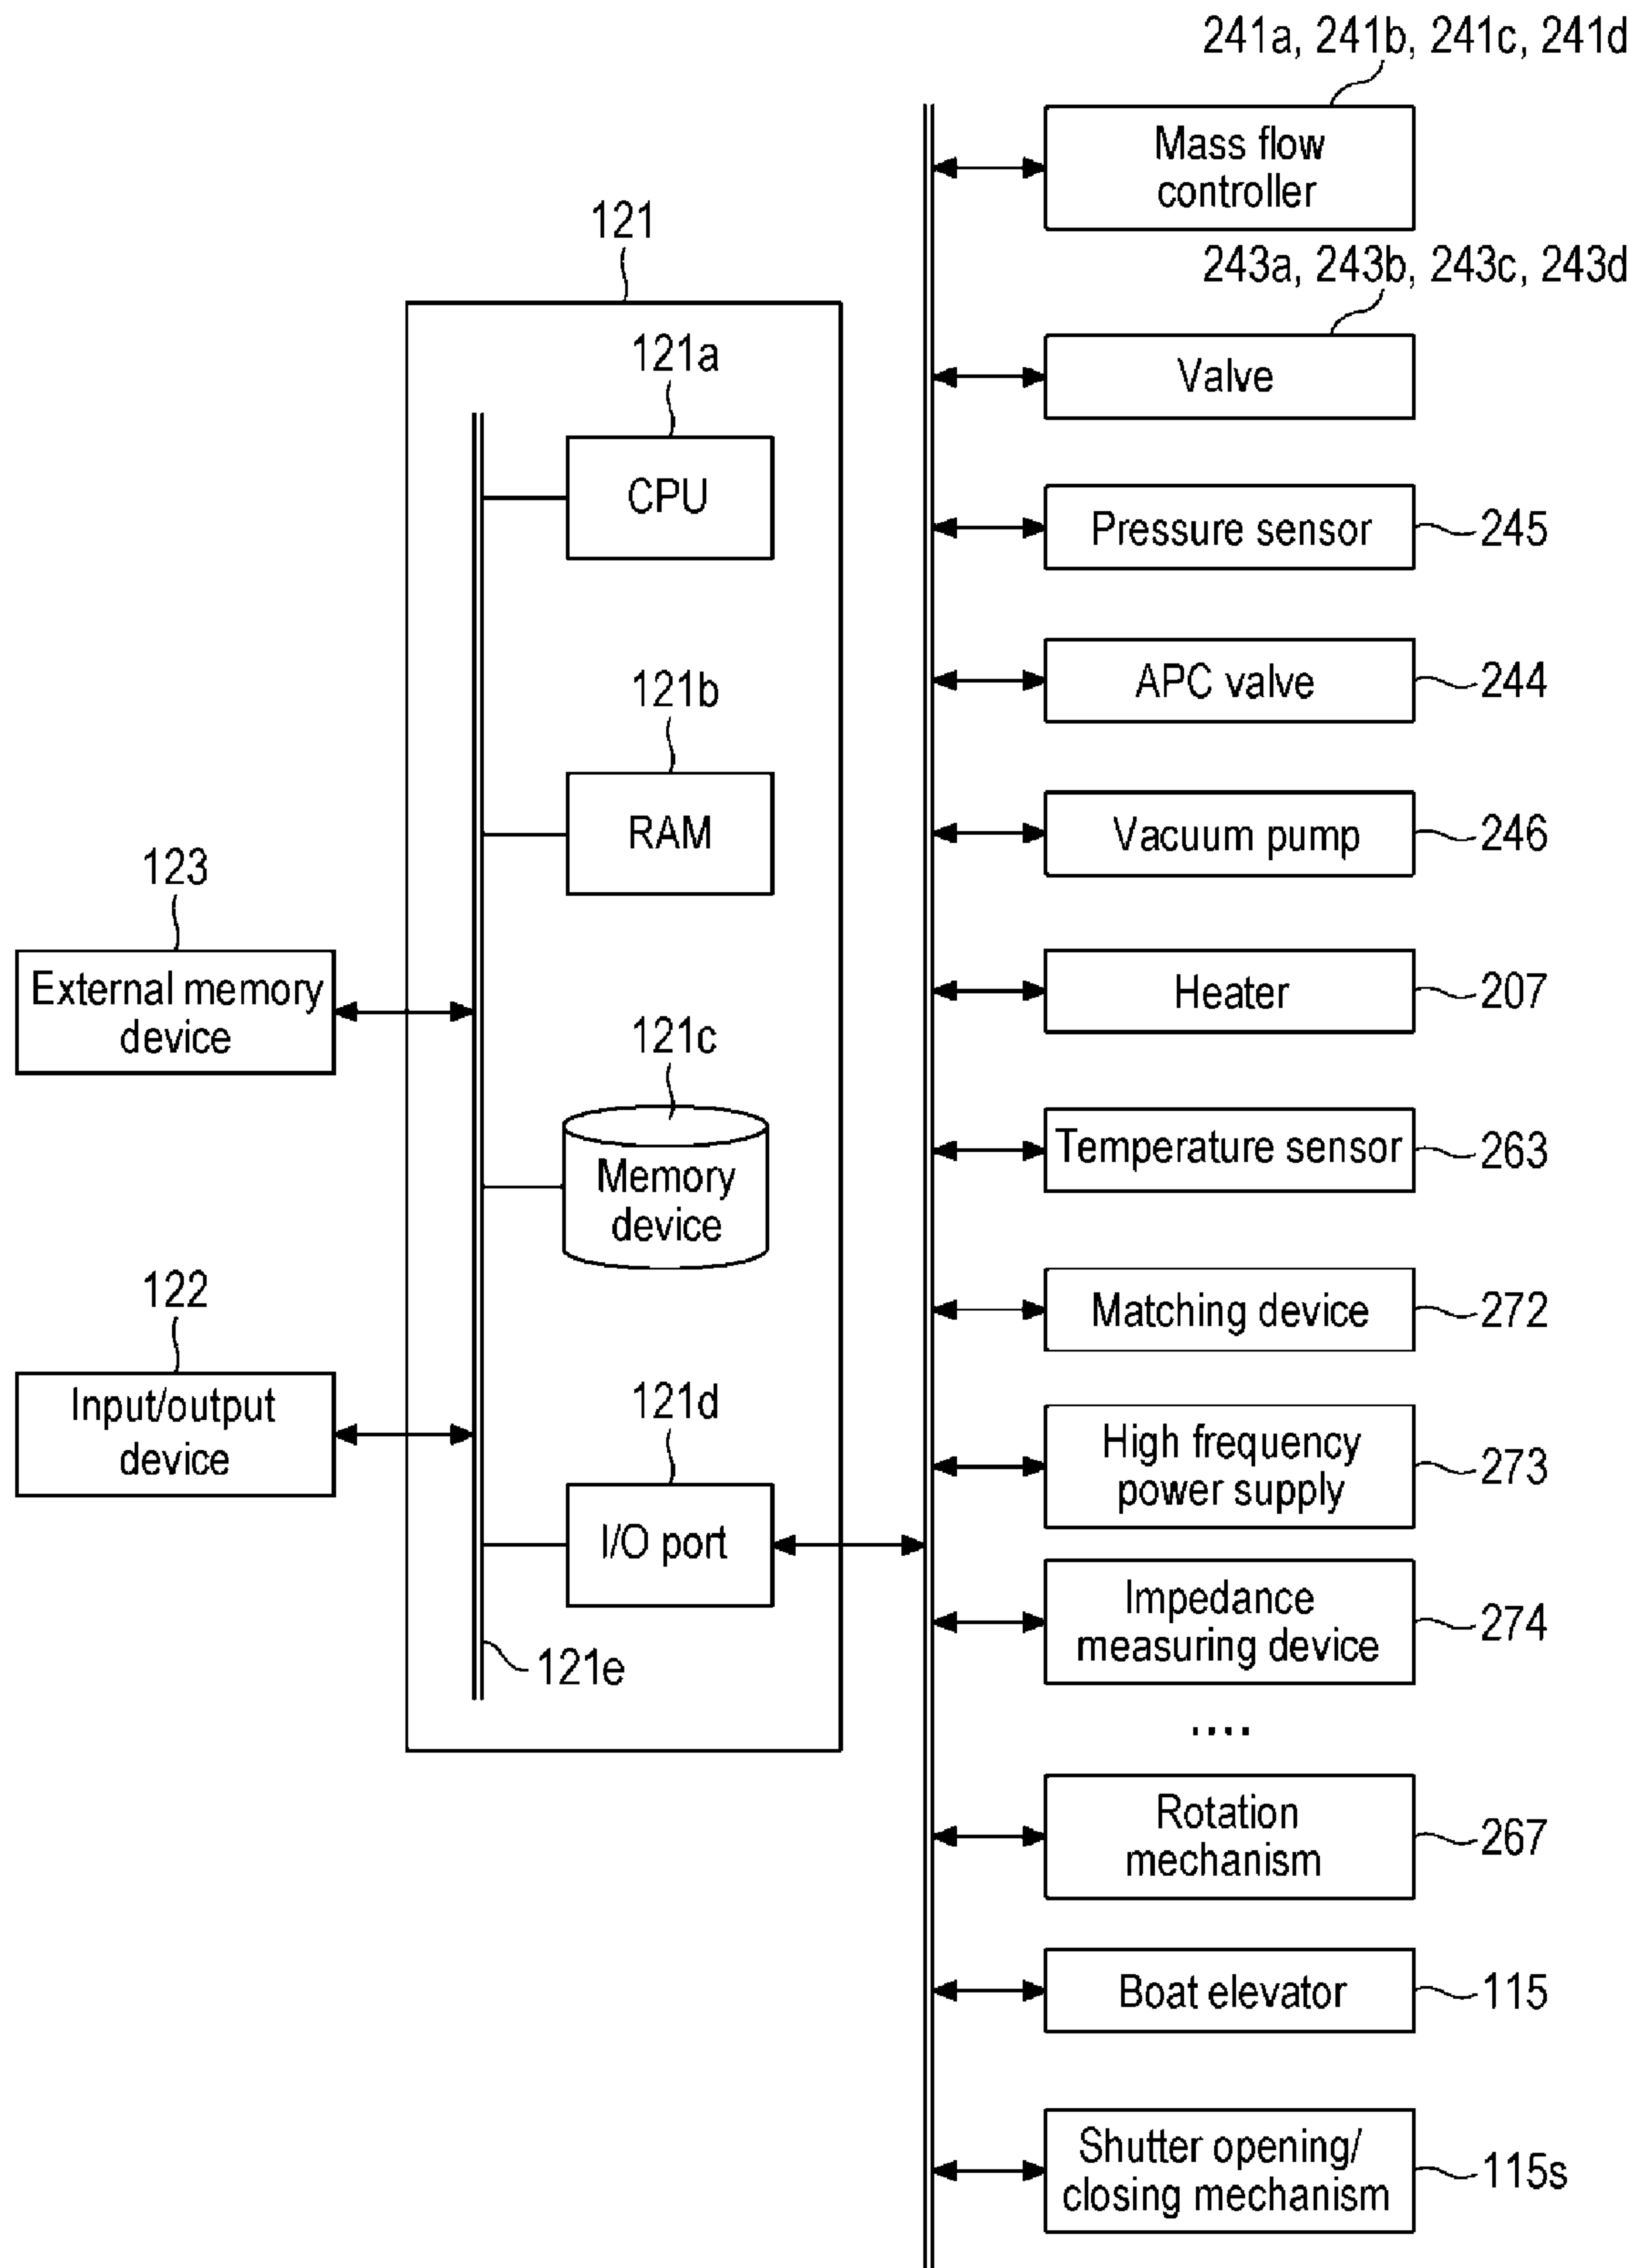 241a, 241b, 241c, 241d
Mass flow
controller
243a, 243b, 243c, 243d
Valve
Pressure sensor
245
APC valve
244
Vacuum pump
246
Heater
207
Temperature sensor
263
Matching device
272
High frequency
power supply
273
Impedance
measuring device
274
....
Rotation
mechanism
267
Boat elevator
115
Shutter opening/
closing mechanism
115s
121
121a
CPU
121b
RAM
121c
Memory
device
121d
I/O port
121e
123
External memory
device
122
Input/output
device